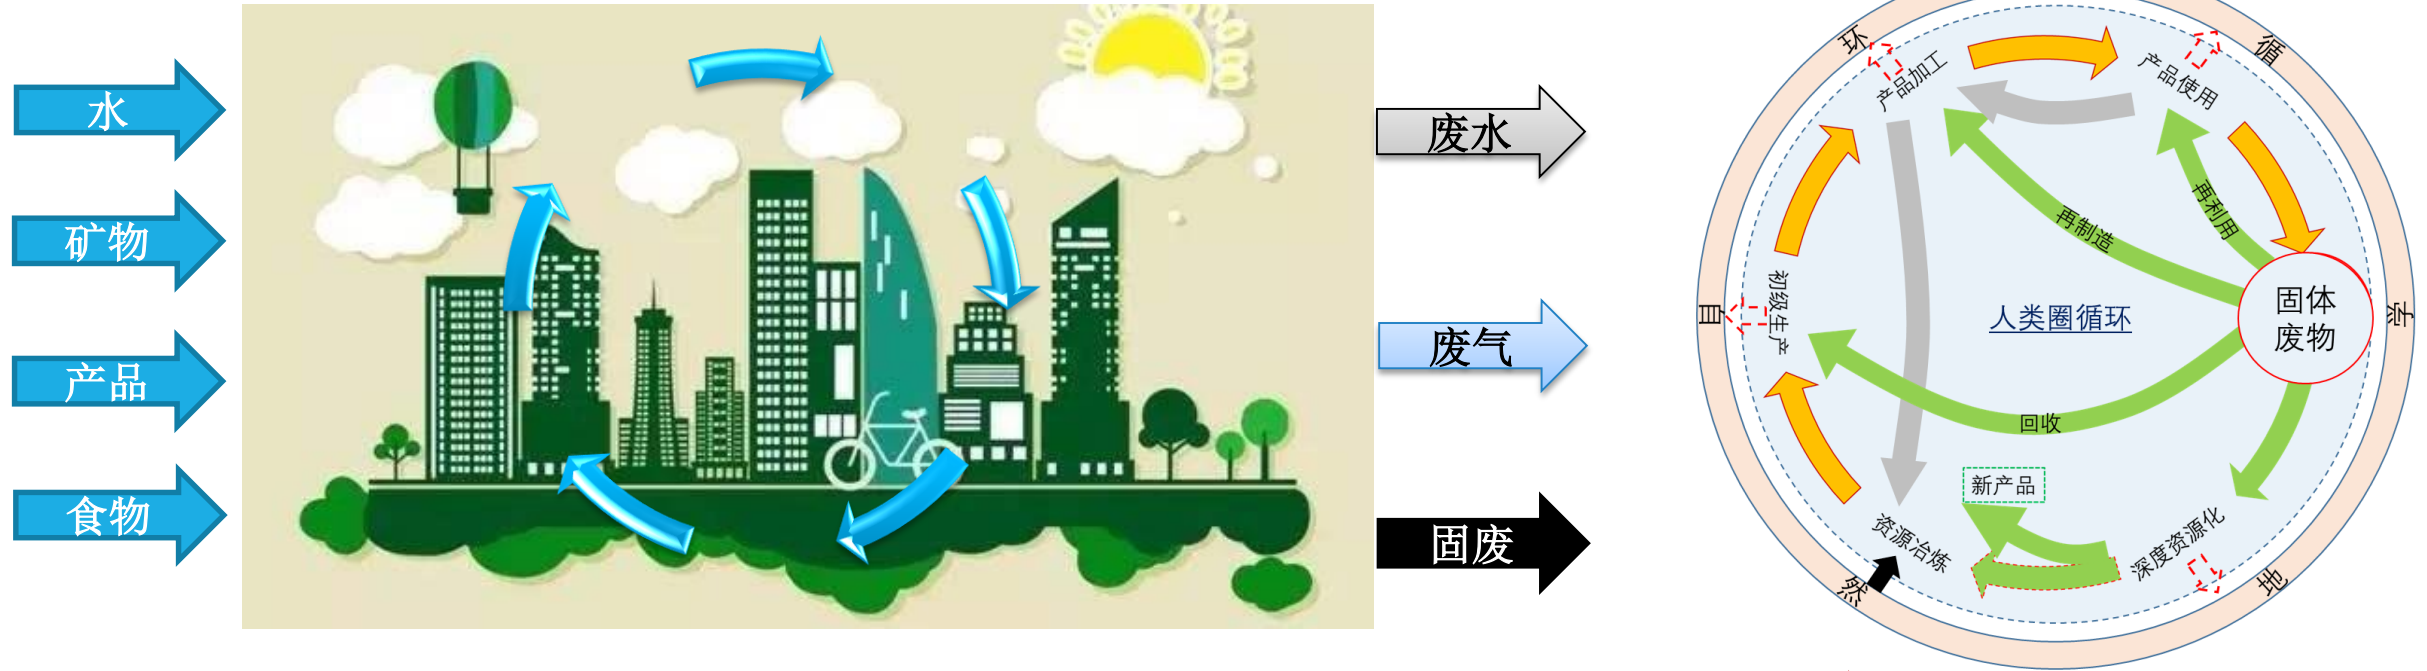 水
矿物
产品
食物
废水
废气
固废
环
循
自
然
地
产品加工
产品使用
再利用
再制造
初级生产
人类圈循环
固体
废物
回收
新产品
资源冶炼
深度资源化